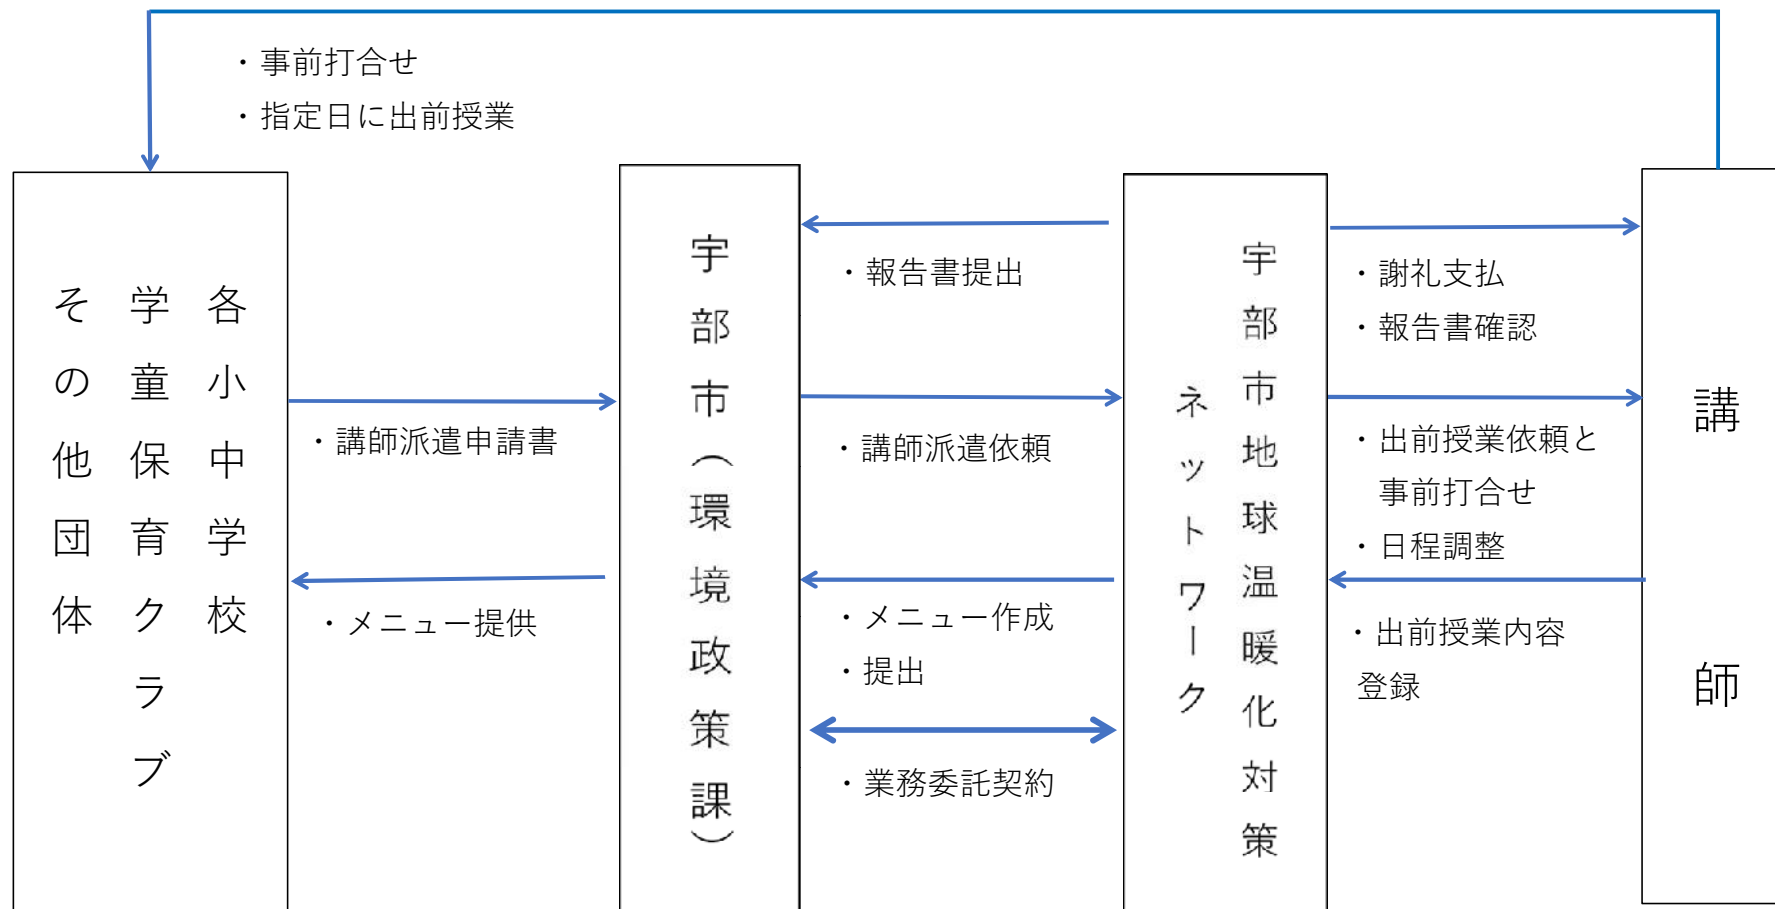 ・事前打合せ
・指定日に出前授業
各小中学校
学童保育クラブ
その他団体
・講師派遣申請書
・メニュー提供
宇部市（環境政策課）
・報告書提出
・講師派遣依頼
・メニュー作成
・提出
・業務委託契約
宇部市地球温暖化対策
ネットワーク
・謝礼支払
・報告書確認
・出前授業依頼と
事前打合せ
・日程調整
・出前授業内容
登録
講師